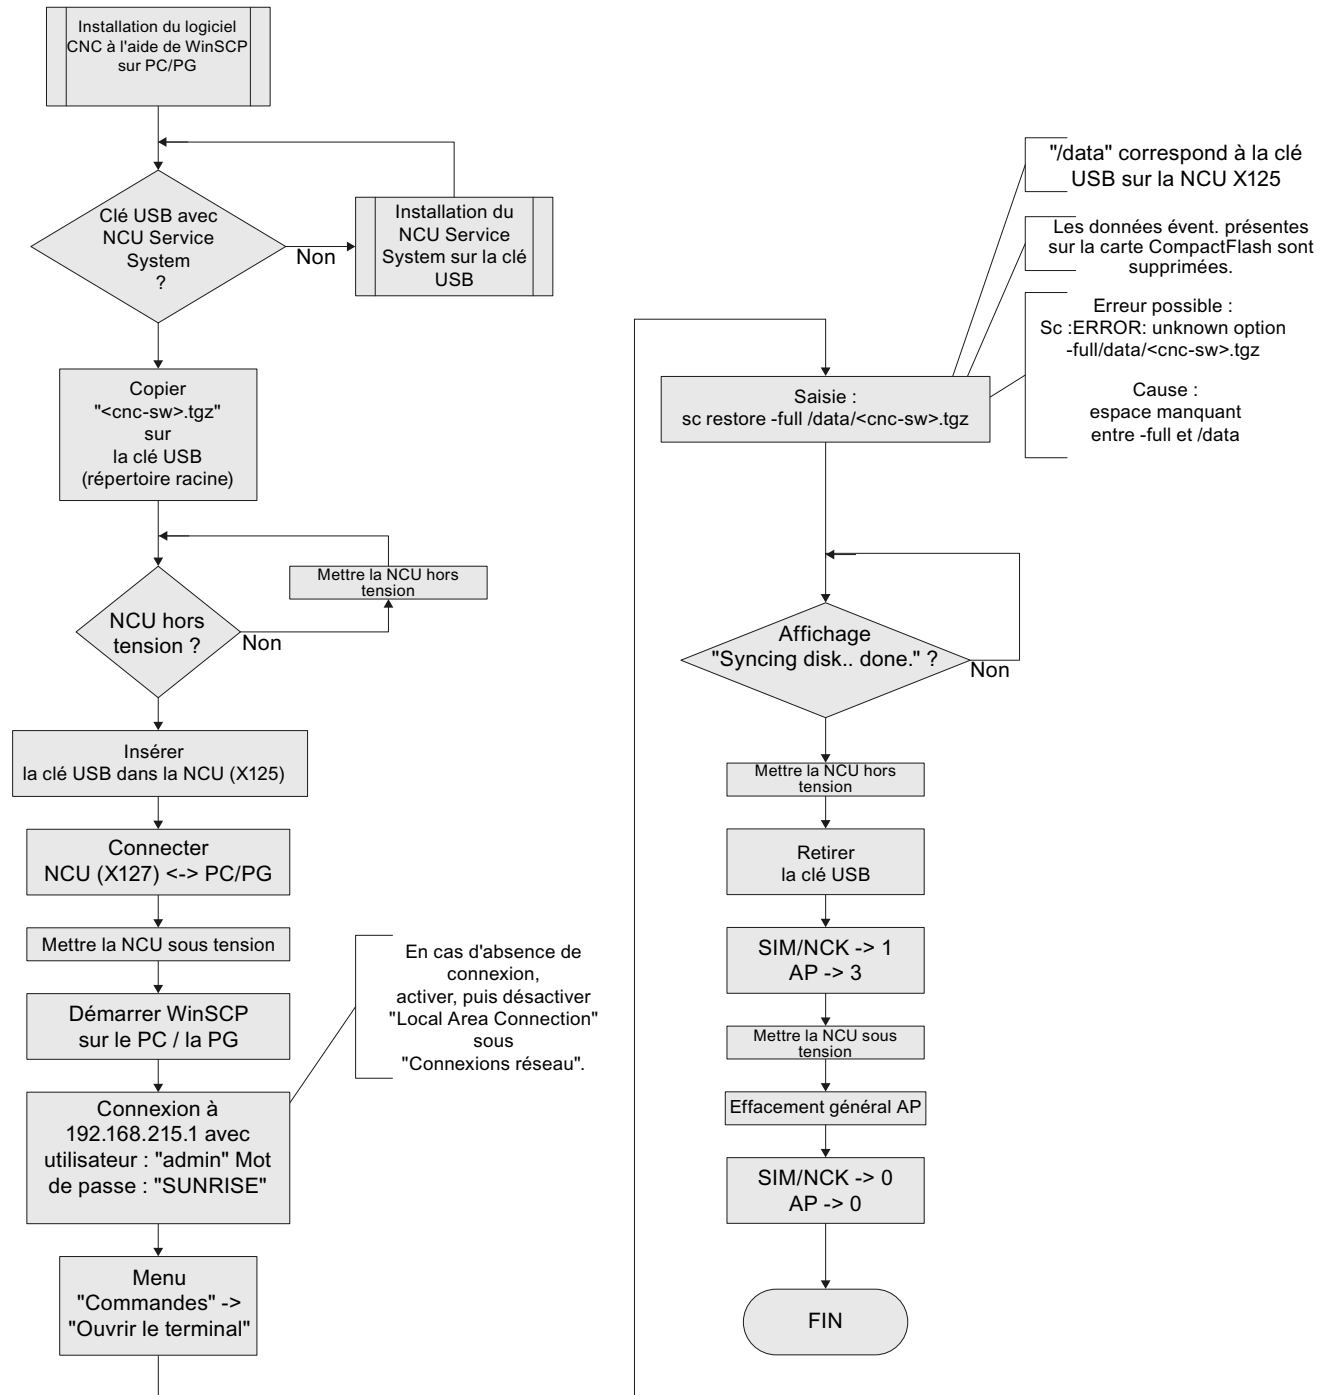 Installation du logiciel
CNC à l'aide de WinSCP
sur PC/PG
Clé USB avec
NCU Service
System
?
Non
Installation du
NCU Service
System sur la clé
USB
Copier
"<cnc-sw>.tgz"
sur
la clé USB
(répertoire racine)
Mettre la NCU hors
tension
NCU hors
tension ?
Non
Insérer
la clé USB dans la NCU (X125)
Connecter
NCU (X127) <-> PC/PG
Mettre la NCU sous tension
Démarrer WinSCP
sur le PC / la PG
En cas d'absence de
connexion,
activer, puis désactiver
"Local Area Connection"
sous
"Connexions réseau".
Connexion à
192.168.215.1 avec
utilisateur : "admin" Mot
de passe : "SUNRISE"
Menu
"Commandes" ->
"Ouvrir le terminal"
"/data" correspond à la clé
USB sur la NCU X125
Les données évent. présentes
sur la carte CompactFlash sont
supprimées.
Erreur possible :
Sc :ERROR: unknown option
-full/data/<cnc-sw>.tgz
Cause :
espace manquant
entre -full et /data
Saisie :
sc restore -full /data/<cnc-sw>.tgz
Affichage
"Syncing disk.. done." ?
Non
Mettre la NCU hors
tension
Retirer
la clé USB
SIM/NCK -> 1
AP -> 3
Mettre la NCU sous
tension
Effacement général AP
SIM/NCK -> 0
AP -> 0
FIN